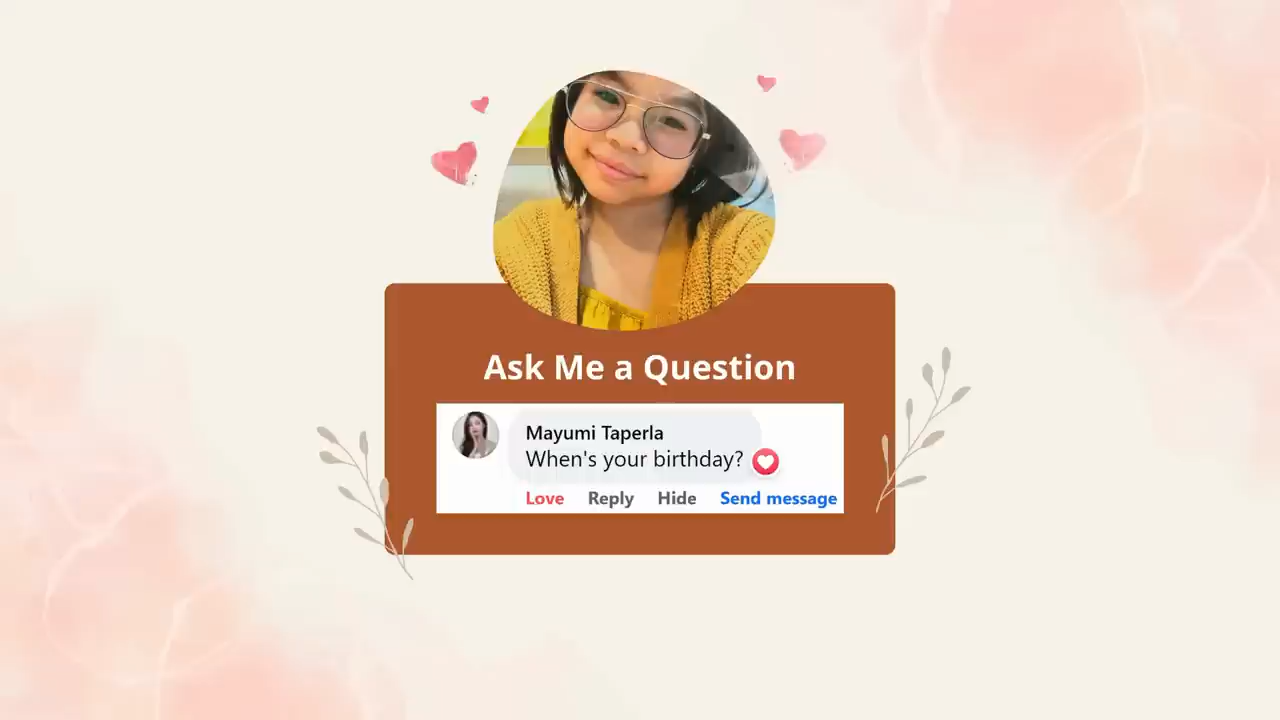 Ask Me a Question
Mayumi Taperla
When's your birthday?
Love Reply Hide Send message